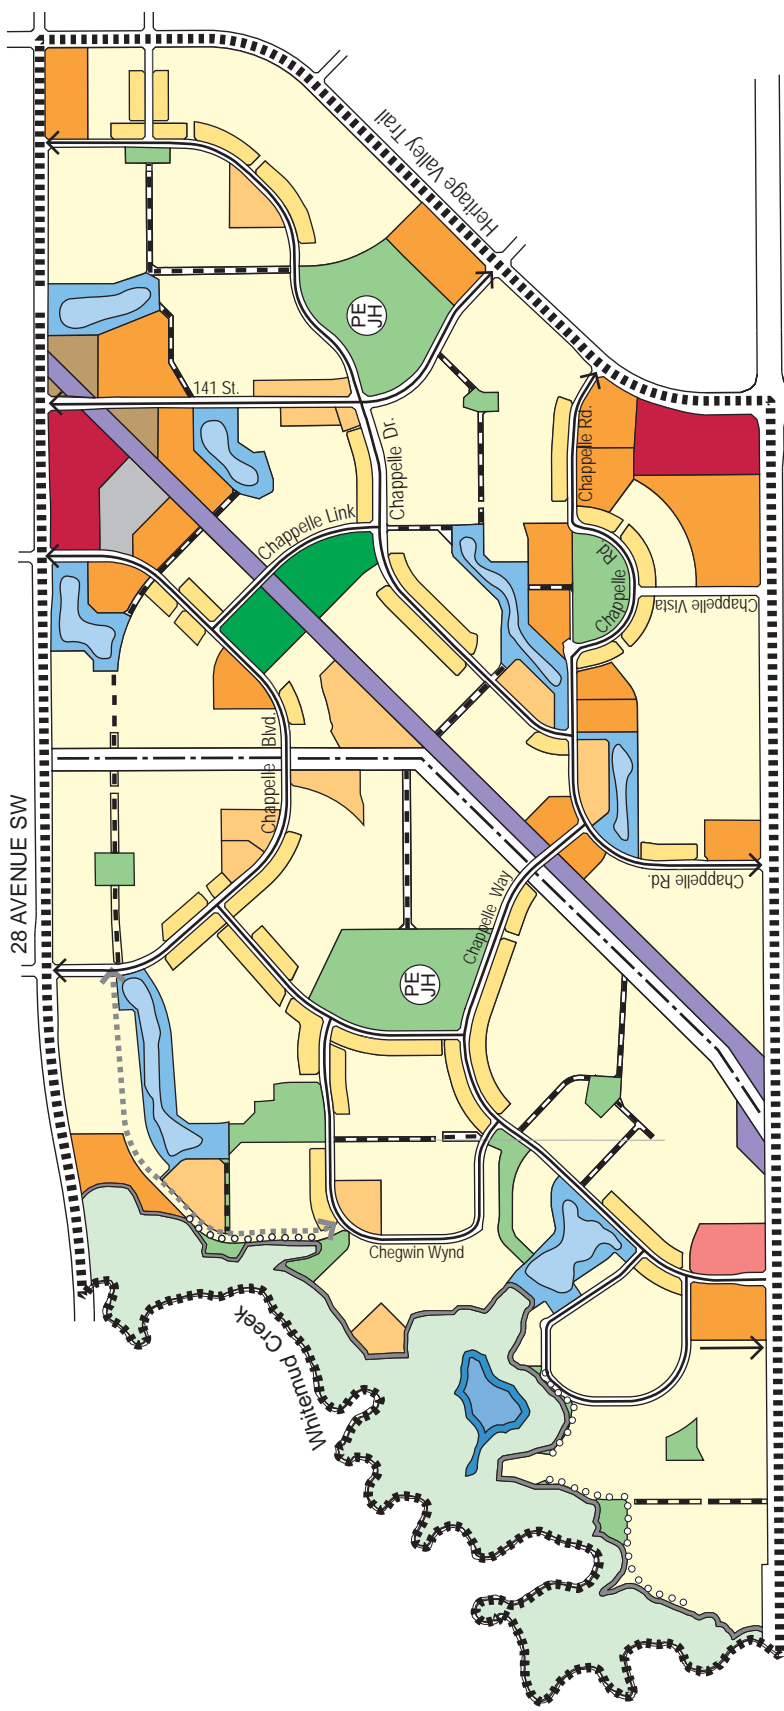 Heritage Valley Trail
PE
JH
141 St.
Chappelle Dr.
Chappelle Rd.
Chappelle Link
Chappelle Rd
Chappelle Vista
Chappelle Blvd.
28 AVENUE SW
Chappelle Way
Chappelle Rd.
PE
JH
Chegwin Wynd
Whitemud Creek